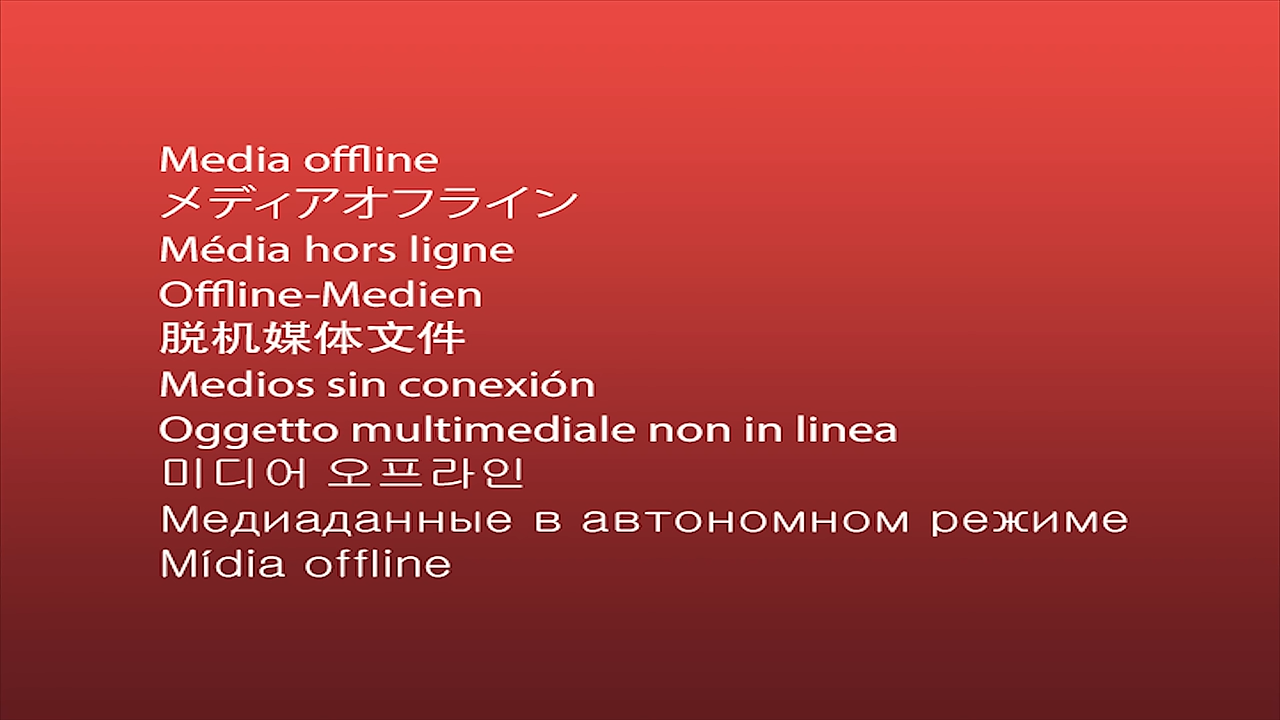 Media offline
メディアオフライン
Média hors ligne
Offline-Medien
脱机媒体文件
Medios sin conexión
Oggetto multimediale non in linea
미디어 오프라인
Медиаданные в автономном режиме
Mídia offline